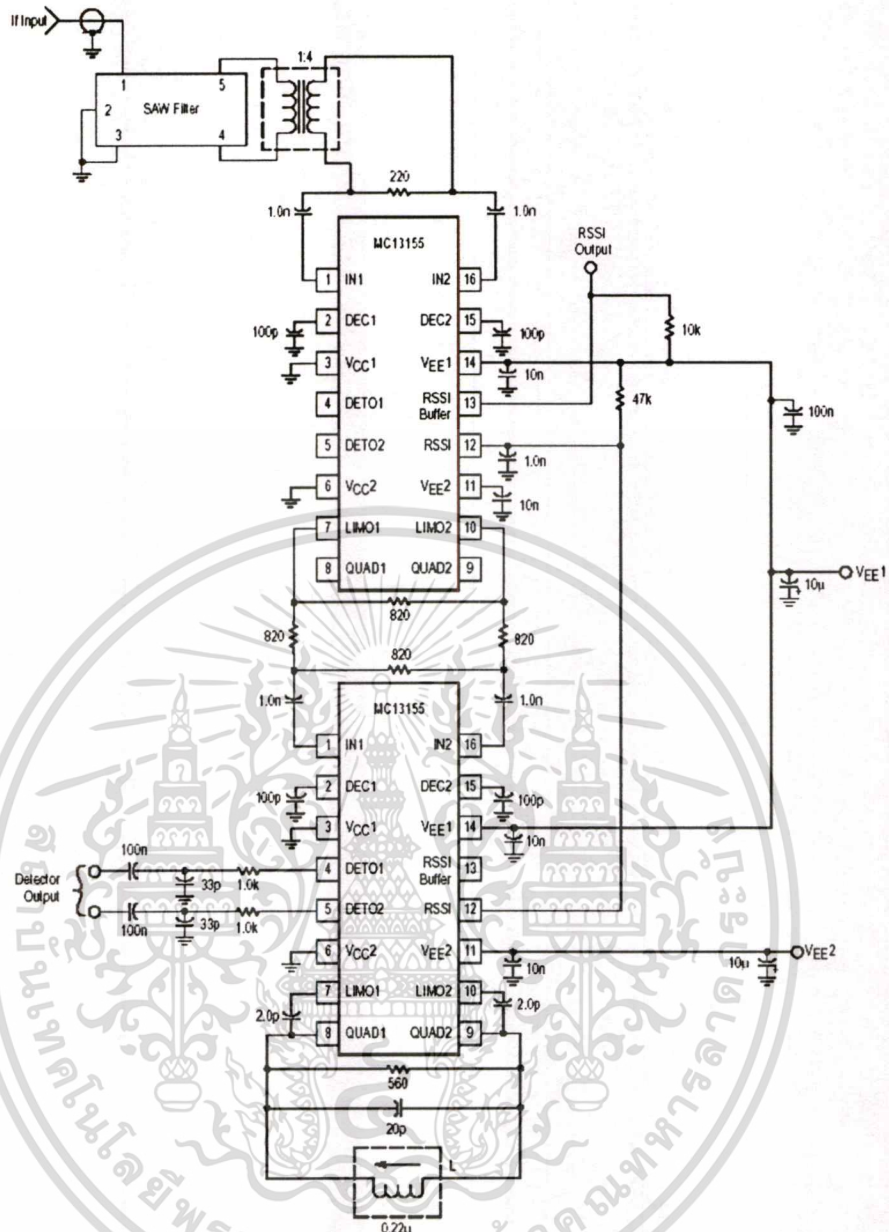 If Input
1:4
1
5
2
SAW Filter
3
4
220
1.0n
1.0n
MC13155
RSSI
Output
1 IN1 IN2 16
100p
2 DEC1 DEC2 15
100p
10k
3 VCC1 VEE1 14
10n
47k
4 DETO1 RSSI Buffer 13
100n
5 DETO2 RSSI 12
1.0n
6 VCC2 VEE2 11
10n
7 LIMO1 LIMO2 10
8 QUAD1 QUAD2 9
10µ
VEE1
820
820
820
820
1.0n
1.0n
MC13155
1 IN1 IN2 16
100p
2 DEC1 DEC2 15
100p
3 VCC1 VEE1 14
10n
100n
33p
1.0k
4 DETO1 RSSI Buffer 13
Detector
Output
100n
33p
1.0k
5 DETO2 RSSI 12
6 VCC2 VEE2 11
10n
10µ
VEE2
7 LIMO1 LIMO2 10
2.0p
2.0p
8 QUAD1 QUAD2 9
560
20p
L
0.22µ